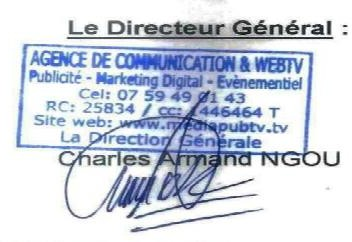 Le Directeur Général :
AGENCE DE COMMUNICATION & WEBTV
Publicité - Marketing Digital - Evènementiel
Cel: 07 59 49 01 43
RC: 25834 / cc: 446464 T
Site web: www.mediapubtv.tv
La Direction Générale
Charles Armand NGOU